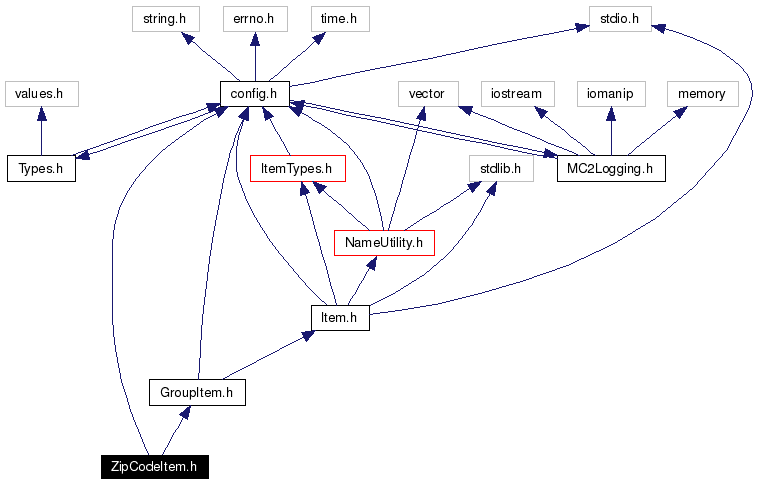 string.h
errno.h
time.h
stdio.h
values.h
config.h
vector
iostream
iomanip
memory
Types.h
ItemTypes.h
stdlib.h
MC2Logging.h
NameUtility.h
Item.h
GroupItem.h
ZipCodeItem.h